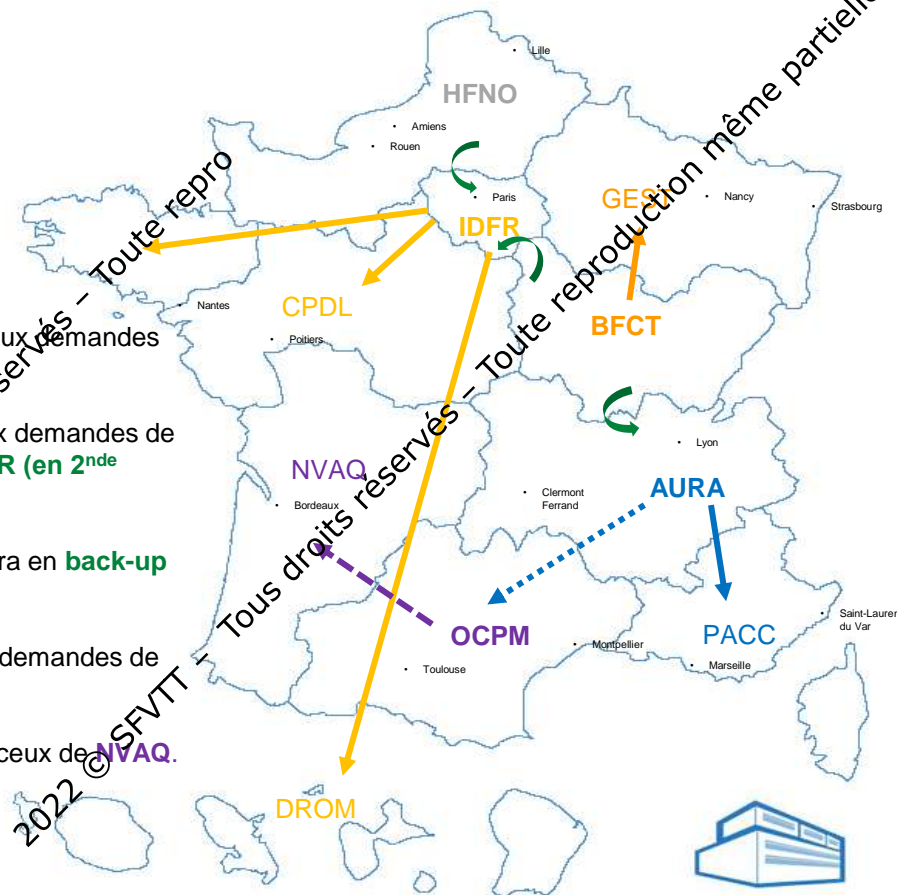 Lille
HFNO
Amiens
Rouen
Paris
IDFR
GEST
Nancy
Strasbourg
Nantes
CPDL
Poitiers
BFCT
ux demandes
x demandes de
R (en 2nde
ra en back-up
demandes de
ceux de NVAQ.
NVAQ
Bordeaux
Lyon
Clermont
Ferrand
AURA
OCPM
Toulouse
Montpellier
PACC
Marseille
Saint-Lauren
du Var
DROM
servés – Toute repro
2022 © SFVTT – Tous droits réservés – Toute reproduction même partielle